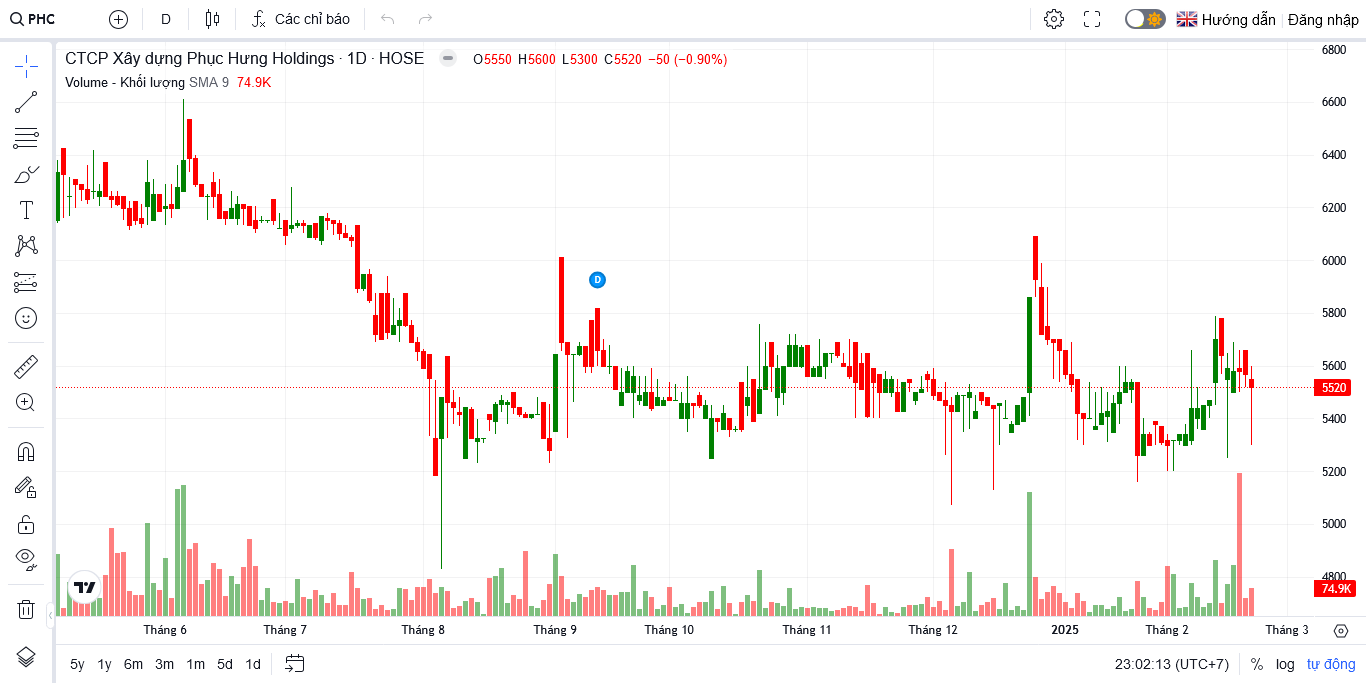 PHC D Các chỉ báo Hướng dẫn Đăng nhập
CTCP Xây dựng Phục Hưng Holdings · 1D · HOSE O5550 H5600 L5300 C5520 −50 (−0.90%)
Volume - Khối lượng SMA 9 74.9K
6800
6600
6400
6200
6000
D
5800
5600
5520
5400
5200
5000
4800
74.9K
Tháng 6 Tháng 7 Tháng 8 Tháng 9 Tháng 10 Tháng 11 Tháng 12 2025 Tháng 2 Tháng 3
5y 1y 6m 3m 1m 5d 1d 23:02:13 (UTC+7) % log tự động